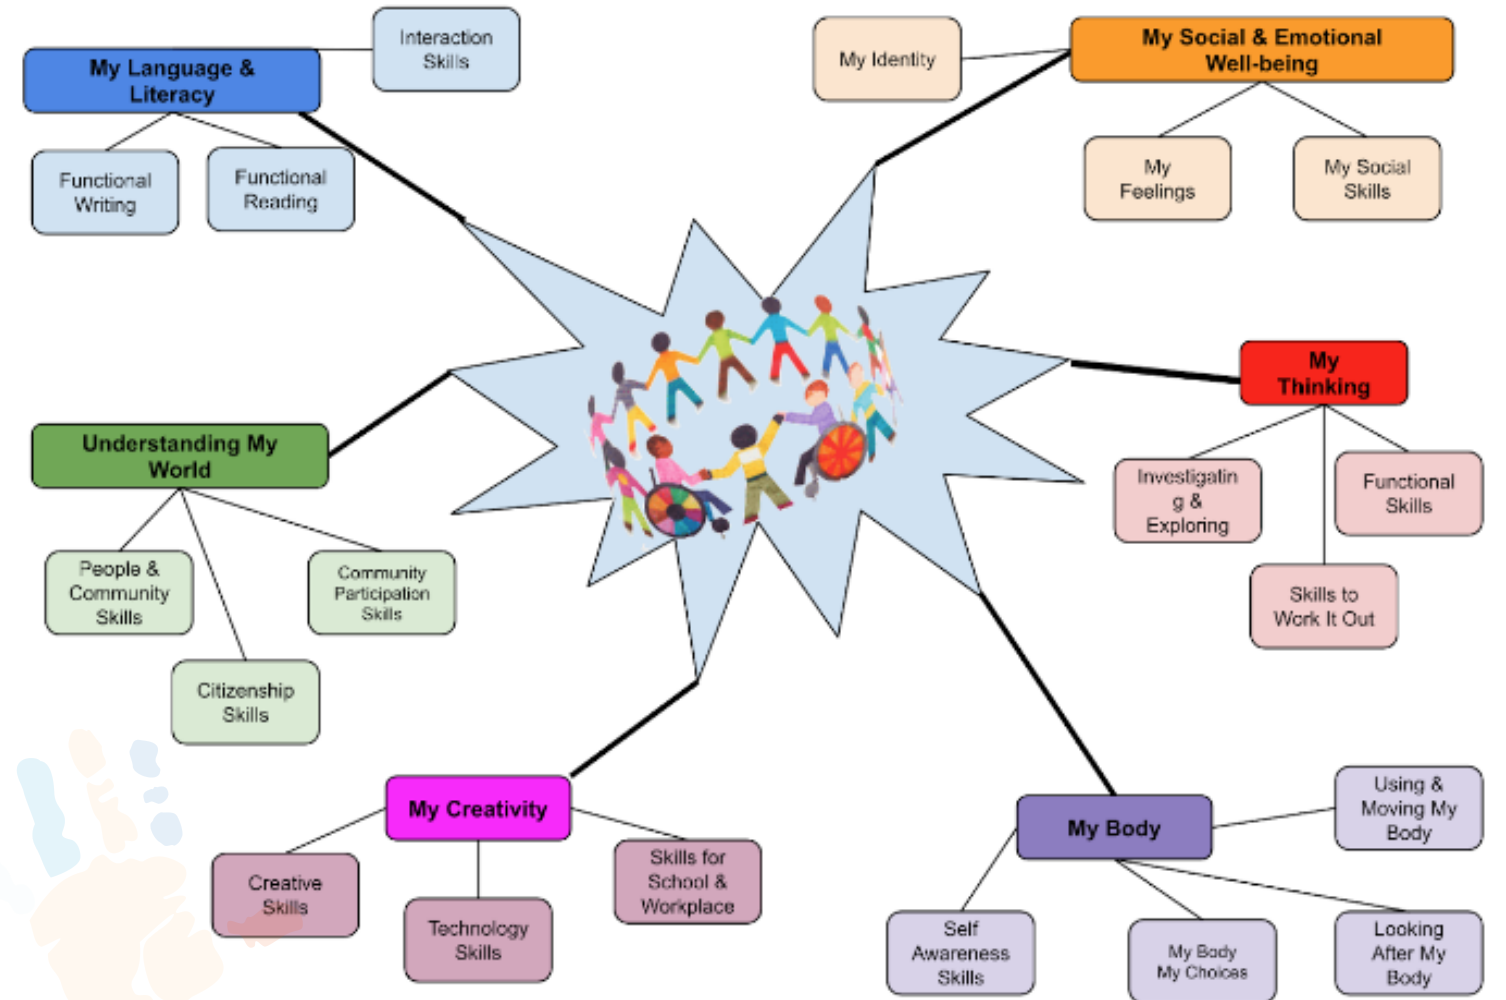 Interaction
Skills
My Language &
Literacy
Functional
Writing
Functional
Reading
My Identity
My Social & Emotional
Well-being
My
Feelings
My Social
Skills
My
Thinking
Investigatin
g &
Exploring
Functional
Skills
Skills to
Work It Out
Understanding My
World
People &
Community
Skills
Community
Participation
Skills
Citizenship
Skills
My Creativity
Creative
Skills
Technology
Skills
Skills for
School &
Workplace
My Body
Using &
Moving My
Body
Self
Awareness
Skills
My Body
My Choices
Looking
After My
Body